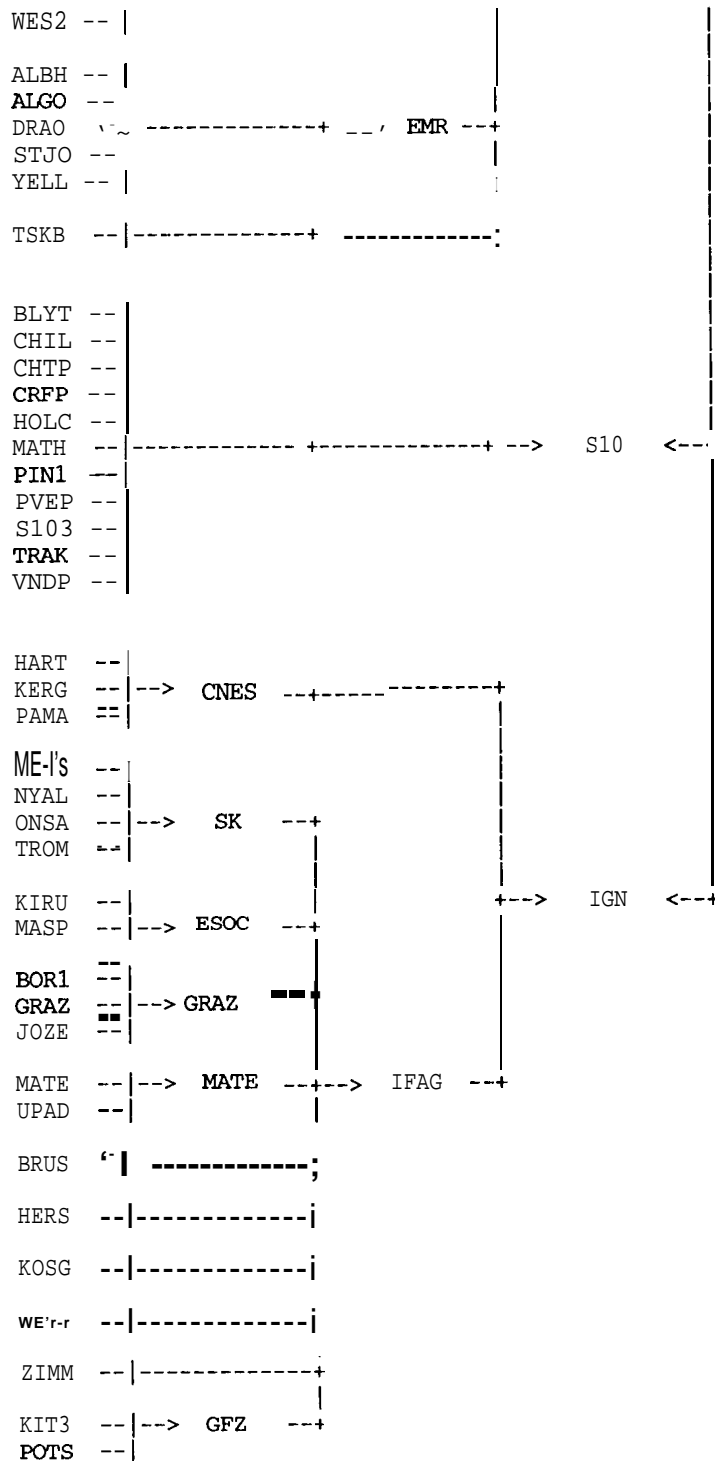 WES2 --|
ALBH --|
ALGO --
DRAO ------------+ EMR --+
STJO --
YELL --|
TSKB --|------------+ ------------:
BLYT --
CHIL --
CHTP --
CRFP --
HOLC --
MATH --|------------+------------+ --> S10 <---
PIN1 --|
PVEP --
S103 --
TRAK --
VNDP --
HART --|
KERG --|--> CNES --+------------+
PAMA --|
ME-I's --|
NYAL --|
ONSA --|--> SK --+
TROM --|
KIRU --| +---> IGN <---+
MASP --|--> ESOC --+
BOR1 --
GRAZ --|--> GRAZ ---
JOZE --|
MATE --|--> MATE --+--> IFAG --+
UPAD --|
BRUS ‘-| -------------;
HERS --|-------------i
KOSG --|-------------i
WE'r-r --|-------------i
ZIMM --|-------------+
KIT3 --|--> GFZ --+
POTS --|